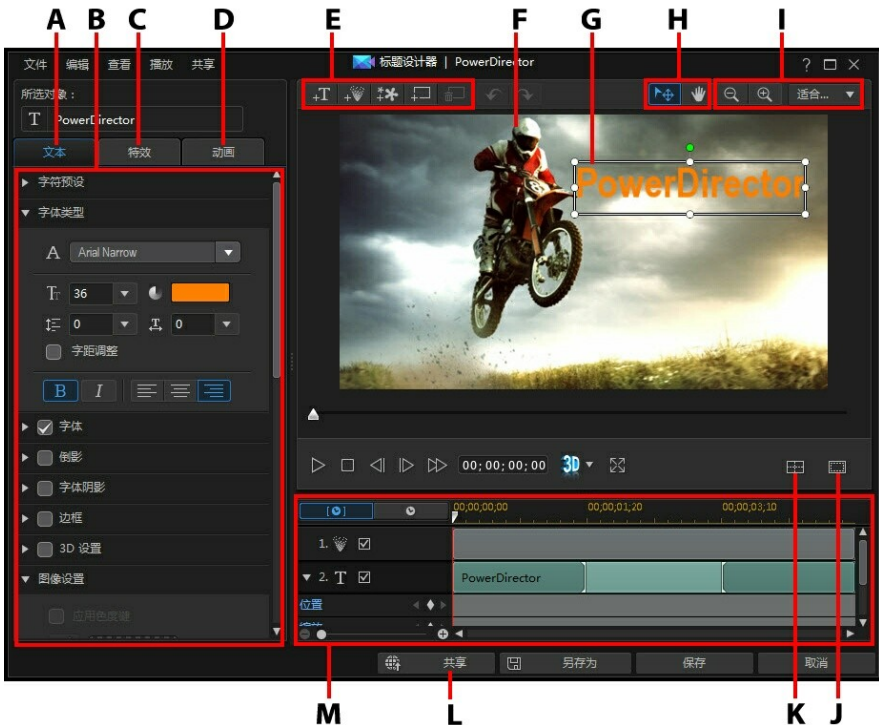 A B C D E F G H I
文件 编辑 查看 播放 共享
标题设计器 | PowerDirector
? 
所选对象：
T PowerDirector
+T
适合...
文本 特效 动画
PowerDirector
字符预设
字体类型
A Arial Narrow
TT 36
0 T 0
字距调整
B I
字体
倒影
字体阴影
边框
3D 设置
图像设置
应用色度键
00;00;00;00 3D
00;00;00;00 00;00;01;20 00;00;03;10
1.
2. T PowerDirector
位置
缩放
共享 另存为 保存 取消
M L K J